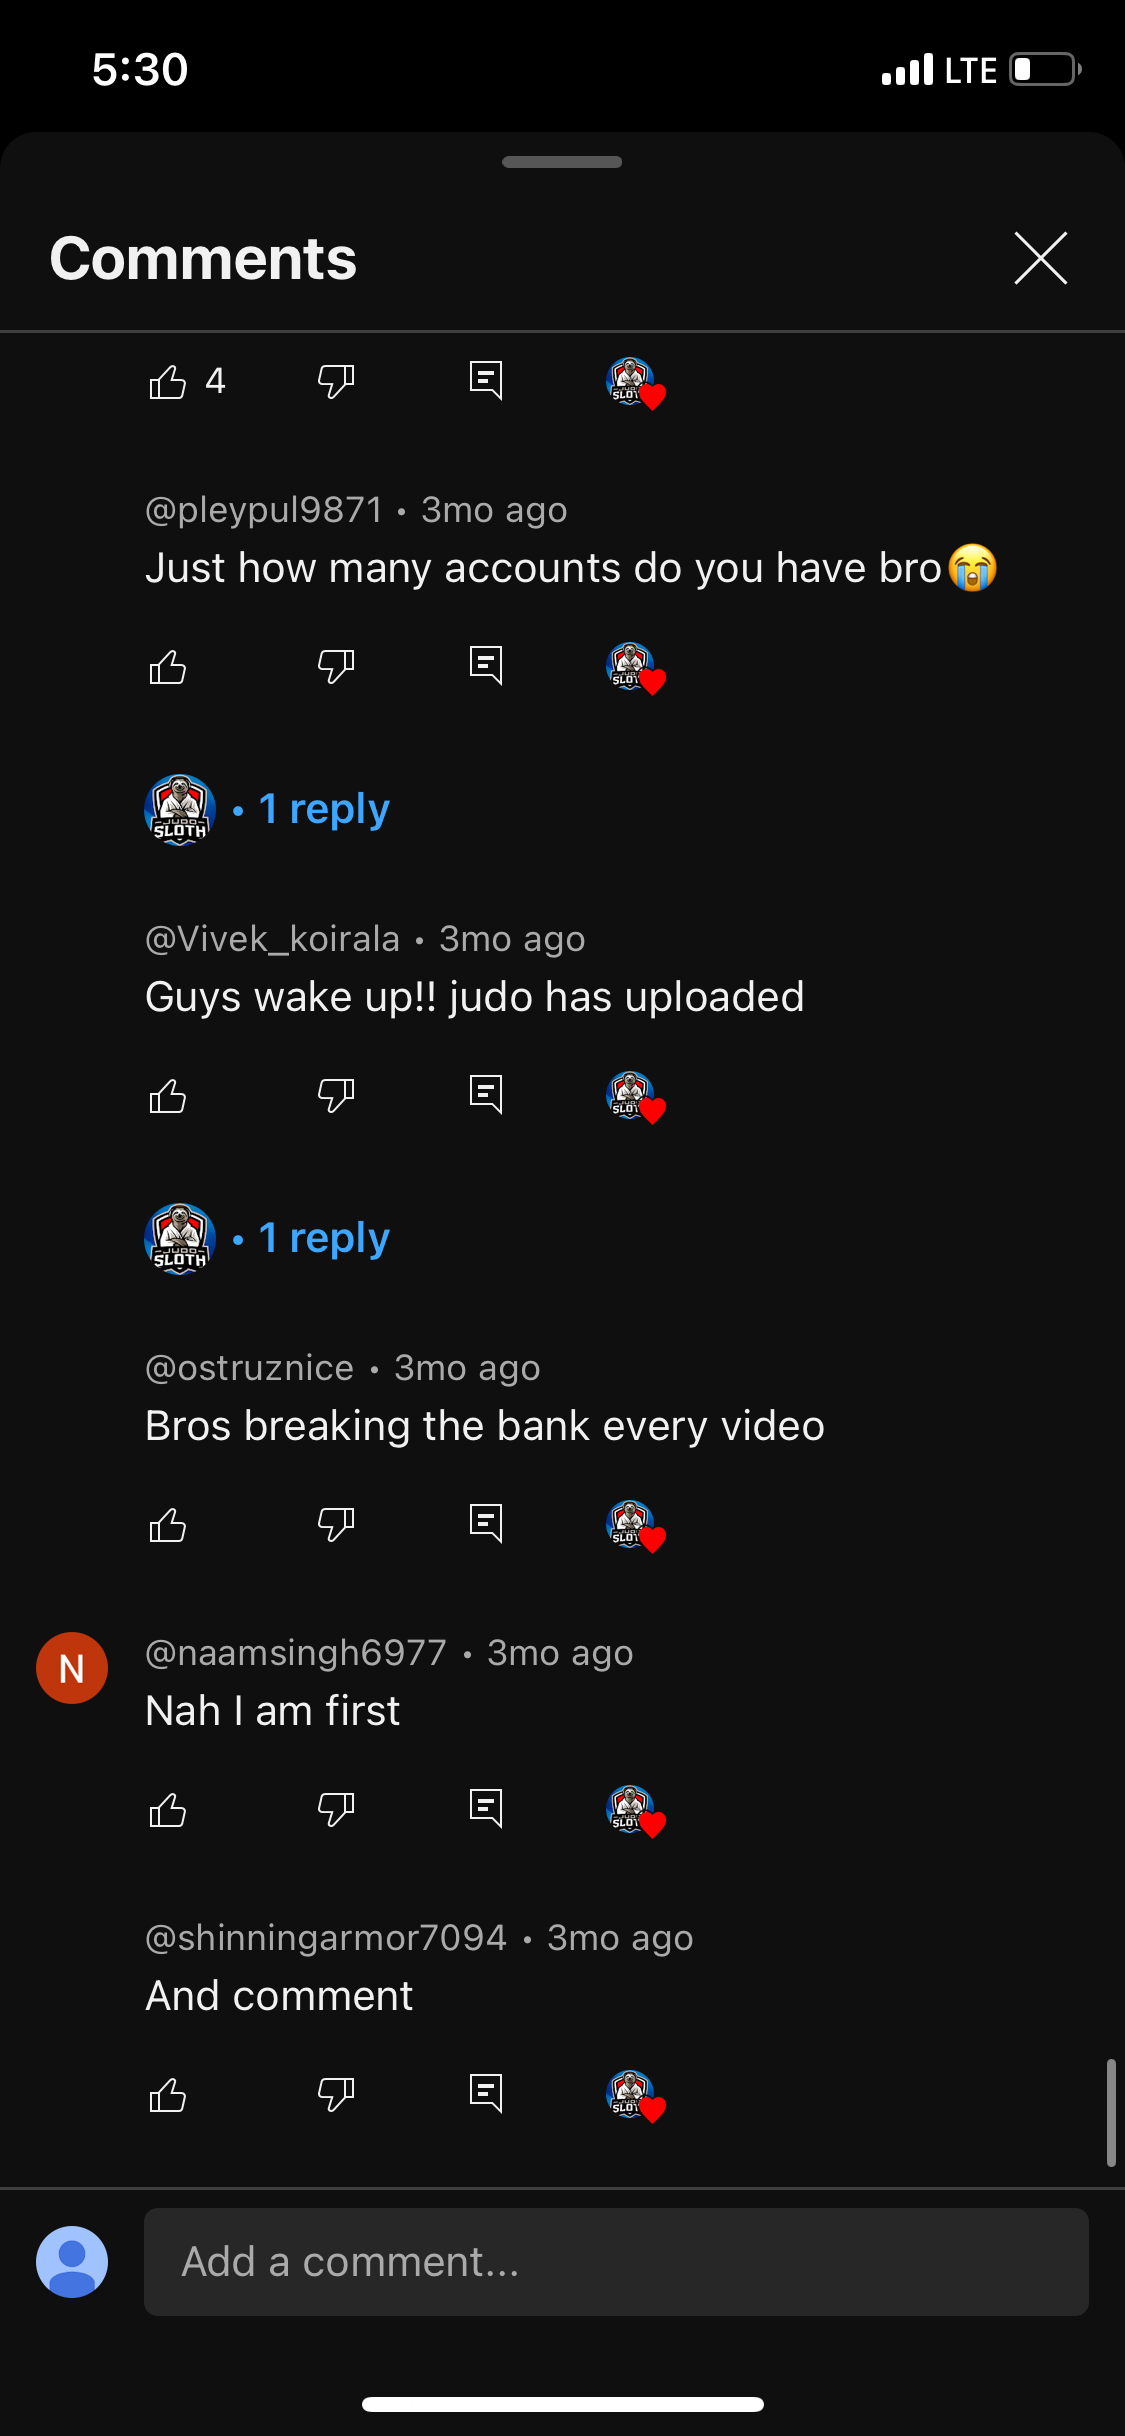 5:30 LTE
Comments
4
@pleypul9871 • 3mo ago
Just how many accounts do you have bro😭
JUDO
SLOTH
• 1 reply
@Vivek_koirala • 3mo ago
Guys wake up!! judo has uploaded
JUDO
SLOTH
• 1 reply
@ostruznice • 3mo ago
Bros breaking the bank every video
N
@naamsingh6977 • 3mo ago
Nah I am first
@shinningarmor7094 • 3mo ago
And comment
Add a comment...